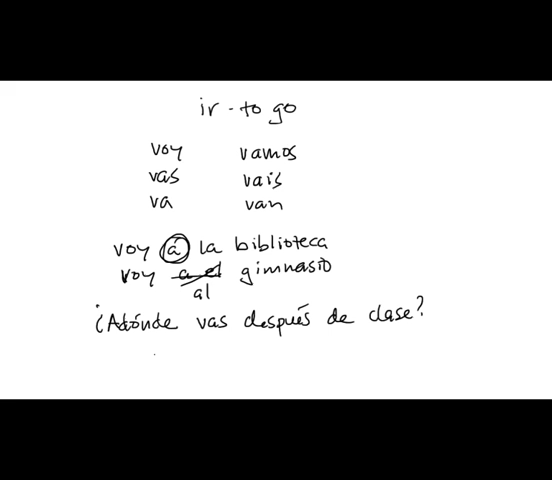 ir - to go
voy vamos
vas vais
va van
voy á la biblioteca
voy a el gimnasio
al
¿Adónde vas después de clase?